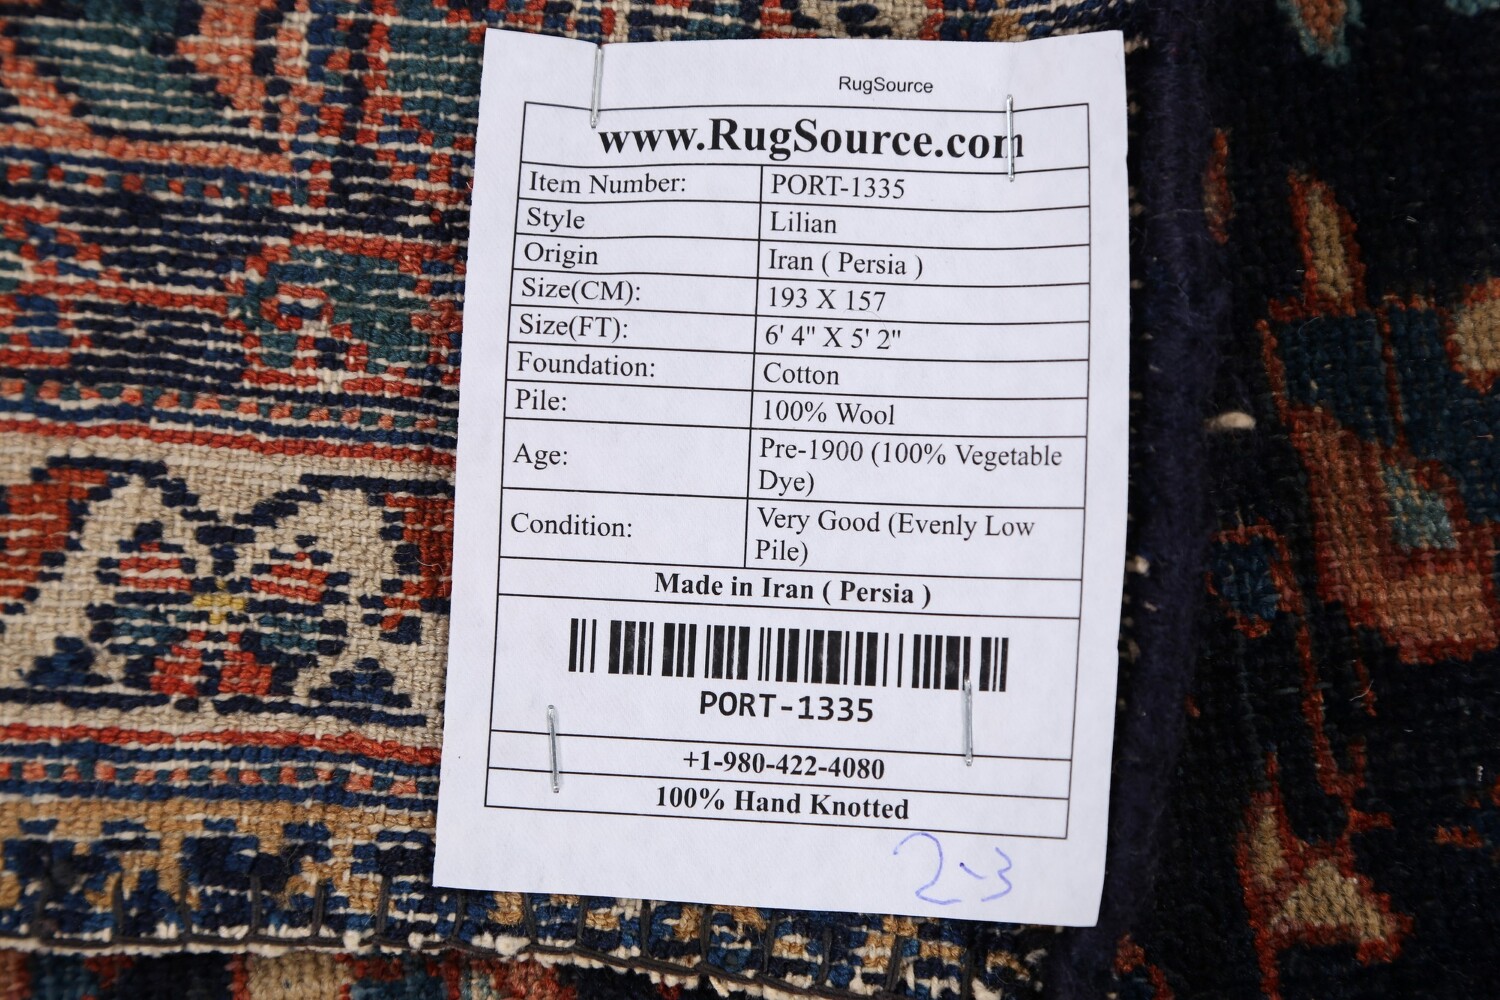 RugSource
www.RugSource.com
Item Number: PORT-1335
Style Lilian
Origin Iran ( Persia )
Size(CM): 193 X 157
Size(FT): 6' 4" X 5' 2"
Foundation: Cotton
Pile: 100% Wool
Age: Pre-1900 (100% Vegetable
Dye)
Condition: Very Good (Evenly Low
Pile)
Made in Iran ( Persia )
PORT-1335
+1-980-422-4080
100% Hand Knotted
2-3